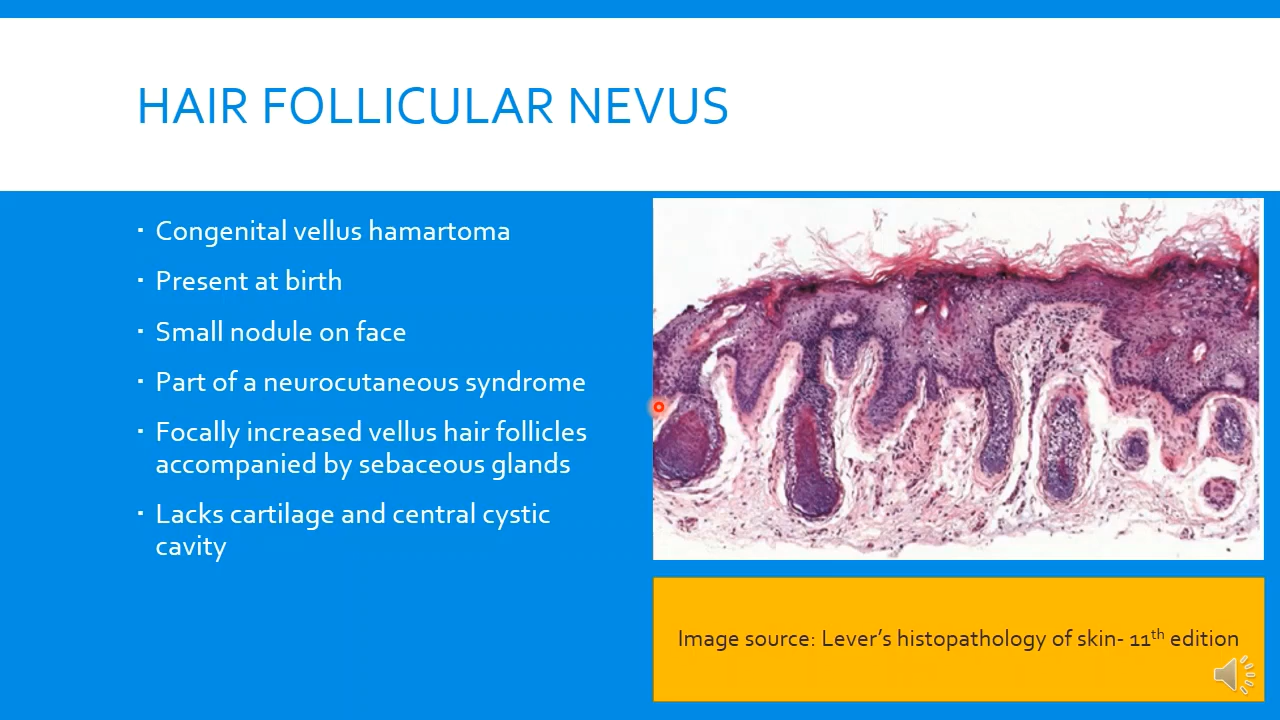 HAIR FOLLICULAR NEVUS
▪ Congenital vellus hamartoma
▪ Present at birth
▪ Small nodule on face
▪ Part of a neurocutaneous syndrome
▪ Focally increased vellus hair follicles
accompanied by sebaceous glands
▪ Lacks cartilage and central cystic
cavity
Image source: Lever’s histopathology of skin- 11th edition